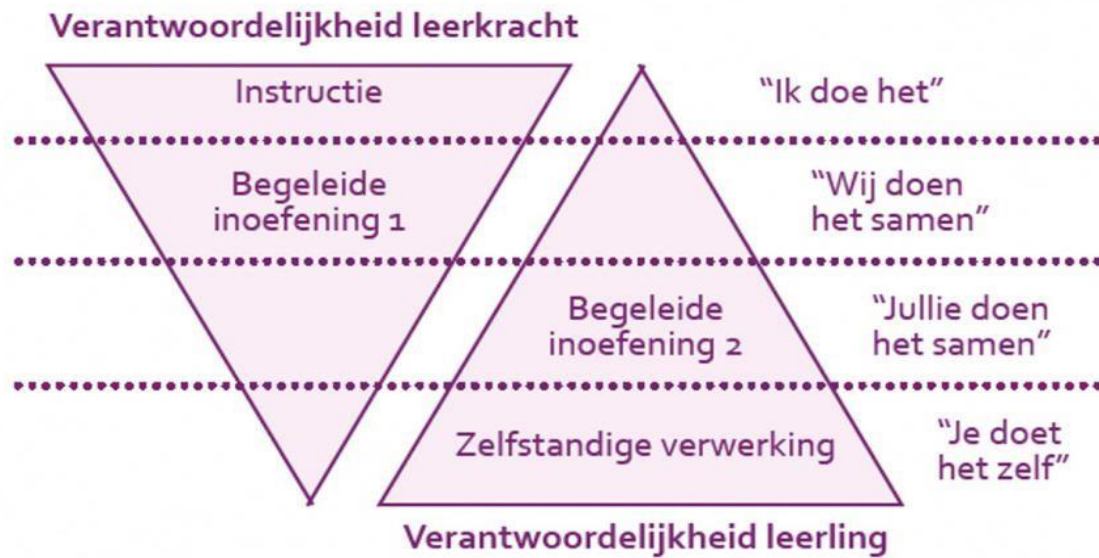 Verantwoordelijkheid leerkracht
Instructie
“Ik doe het”
Begeleide
inoefening 1
“Wij doen
het samen”
Begeleide
inoefening 2
“Jullie doen
het samen”
Zelfstandige verwerking
“Je doet
het zelf”
Verantwoordelijkheid leerling